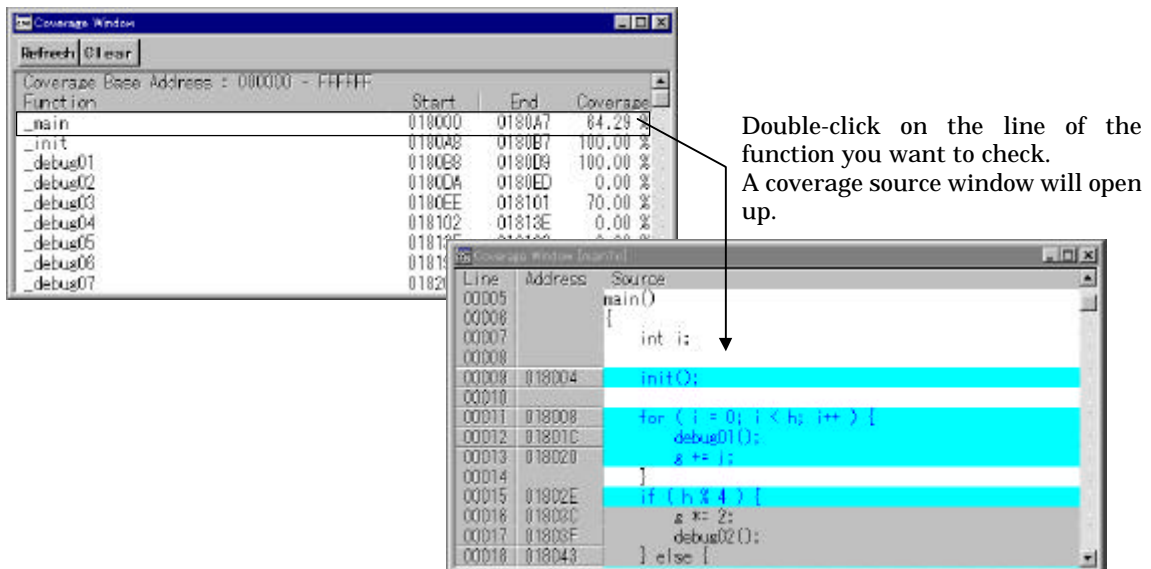 Coverage Window
Refresh Clear
Coverage Base Address : 000000 - FFFFFF
Function Start End Coverage
_main 018000 0180A7 64.29 %
_init 0180A8 0180B7 100.00 %
_debug01 0180B8 0180D9 100.00 %
_debug02 0180DA 0180ED 0.00 %
_debug03 0180EE 018101 70.00 %
_debug04 018102 01813E 0.00 %
_debug05
_debug06
_debug07
Double-click on the line of the
function you want to check.
A coverage source window will open
up.
Coverage Window
Line Address Source
00005 main()
00006 {
00007 int i;
00008
00009 018004 init();
00010
00011 018008 for ( i = 0; i < h; i++ ) {
00012 01801C debug01();
00013 018020 g += i;
00014 }
00015 01802E if ( h % 4 ) {
00016 01803C g *= 2;
00017 01803F debug02();
00018 018043 } else {